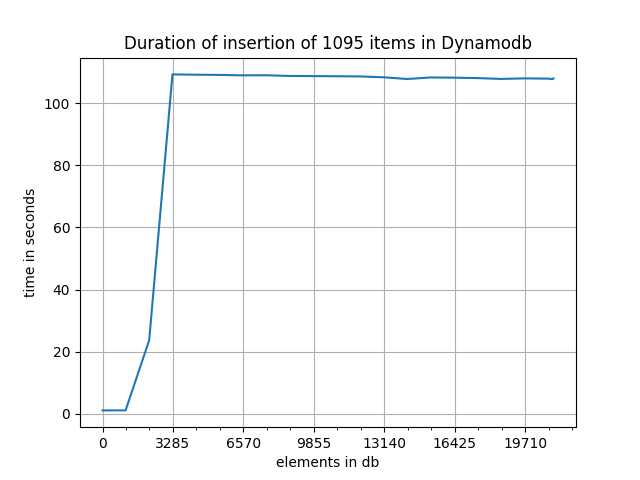 Duration of insertion of 1095 items in Dynamodb
100
80
60
40
20
0
time in seconds
0 3285 6570 9855 13140 16425 19710
elements in db